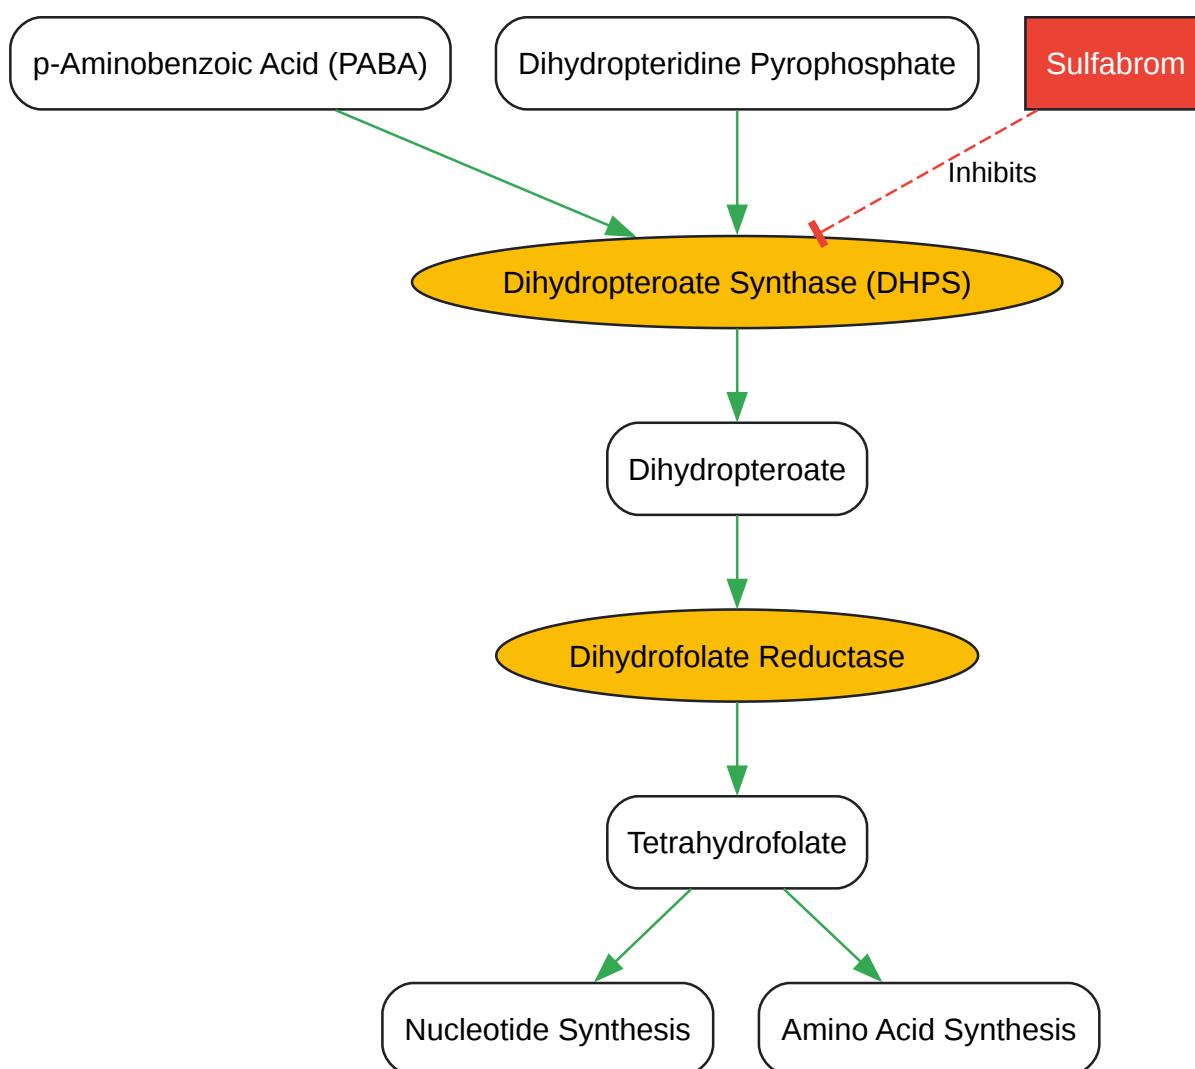 p-Aminobenzoic Acid (PABA)
Dihydropteridine Pyrophosphate
Sulfabrom
Inhibits
Dihydropteroate Synthase (DHPS)
Dihydropteroate
Dihydrofolate Reductase
Tetrahydrofolate
Nucleotide Synthesis
Amino Acid Synthesis